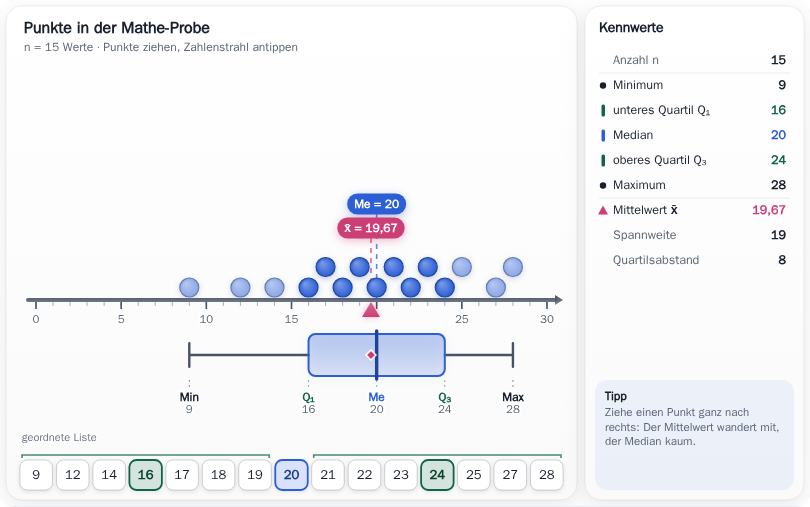 Punkte in der Mathe-Probe
n = 15 Werte · Punkte ziehen, Zahlenstrahl antippen
Me = 20
x̄ = 19,67
0 5 10 15 25 30
Min Q₁ Me Q₃ Max
9 16 20 24 28
geordnete Liste
9 12 14 16 17 18 19 20 21 22 23 24 25 27 28
Kennwerte
Anzahl n 15
Minimum 9
unteres Quartil Q₁ 16
Median 20
oberes Quartil Q₃ 24
Maximum 28
Mittelwert x̄ 19,67
Spannweite 19
Quartilsabstand 8
Tipp
Ziehe einen Punkt ganz nach
rechts: Der Mittelwert wandert mit,
der Median kaum.